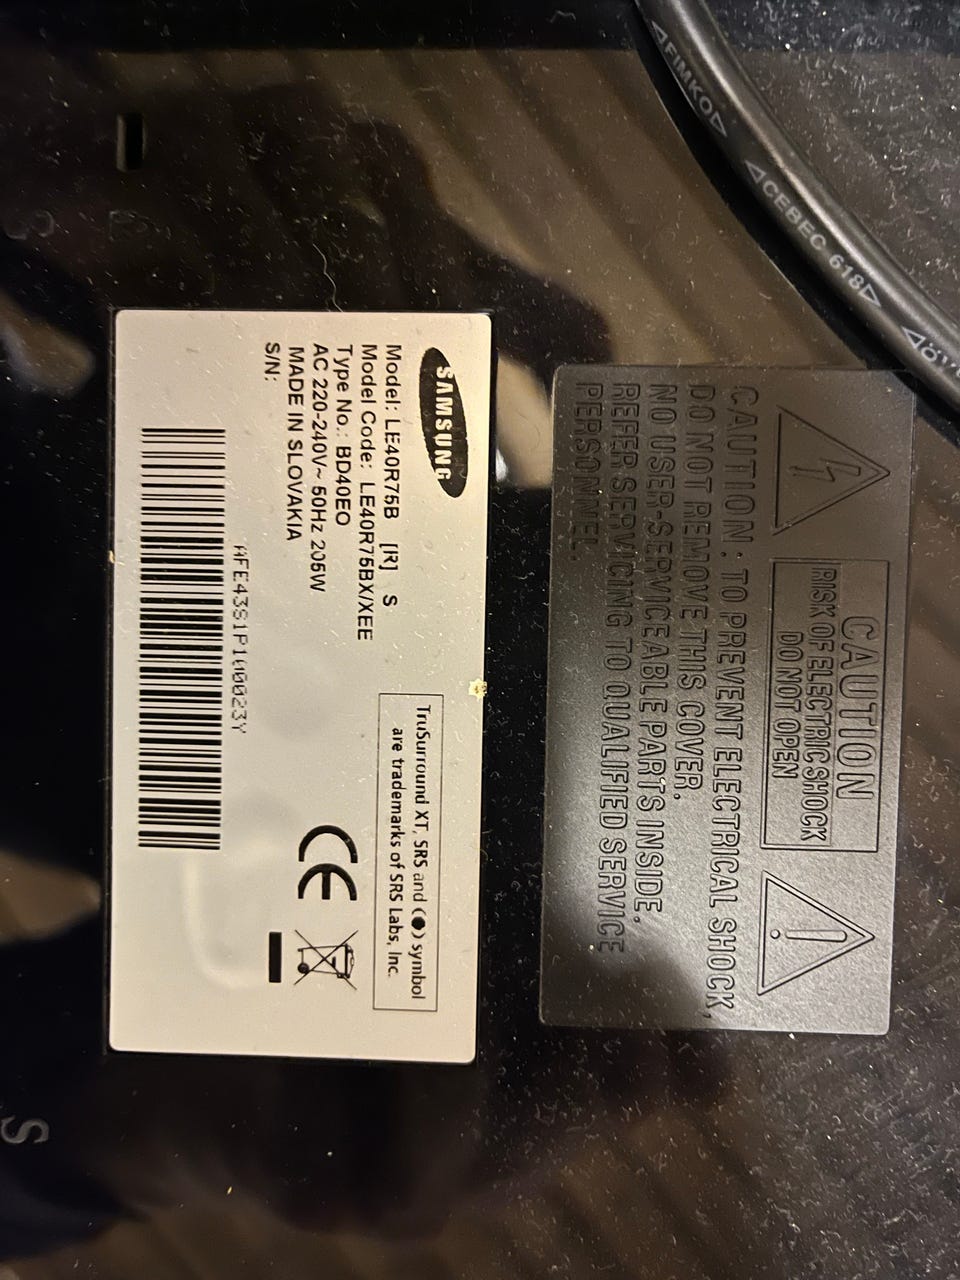 ◁FIMKO▷
◁CEBEC-618▷
CAUTION
RISK OF ELECTRIC SHOCK
DO NOT OPEN
CAUTION: TO PREVENT ELECTRICAL SHOCK,
DO NOT REMOVE THIS COVER.
NO USER-SERVICEABLE PARTS INSIDE.
REFER SERVICING TO QUALIFIED SERVICE
PERSONNEL.
SAMSUNG
Model: LE40R75B [R] S
Model Code: LE40R75BX/XEE
Type No.: BD40EO
AC 220-240V~ 50Hz 205W
MADE IN SLOVAKIA
S/N:
AFE43S1P100023Y
TruSurround XT, SRS and (●) symbol
are trademarks of SRS Labs, Inc.
CE
S